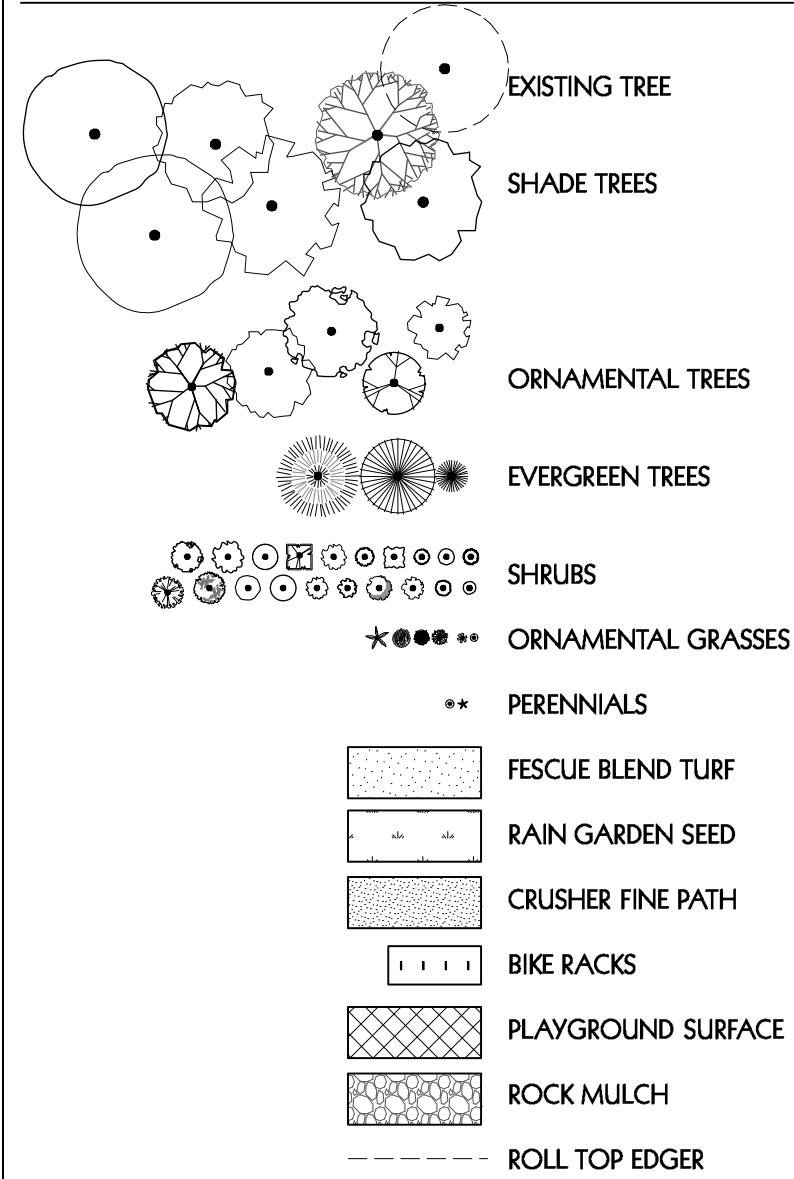 EXISTING TREE
SHADE TREES
ORNAMENTAL TREES
EVERGREEN TREES
SHRUBS
ORNAMENTAL GRASSES
PERENNIALS
FESCUE BLEND TURF
RAIN GARDEN SEED
CRUSHER FINE PATH
BIKE RACKS
PLAYGROUND SURFACE
ROCK MULCH
ROLL TOP EDGER